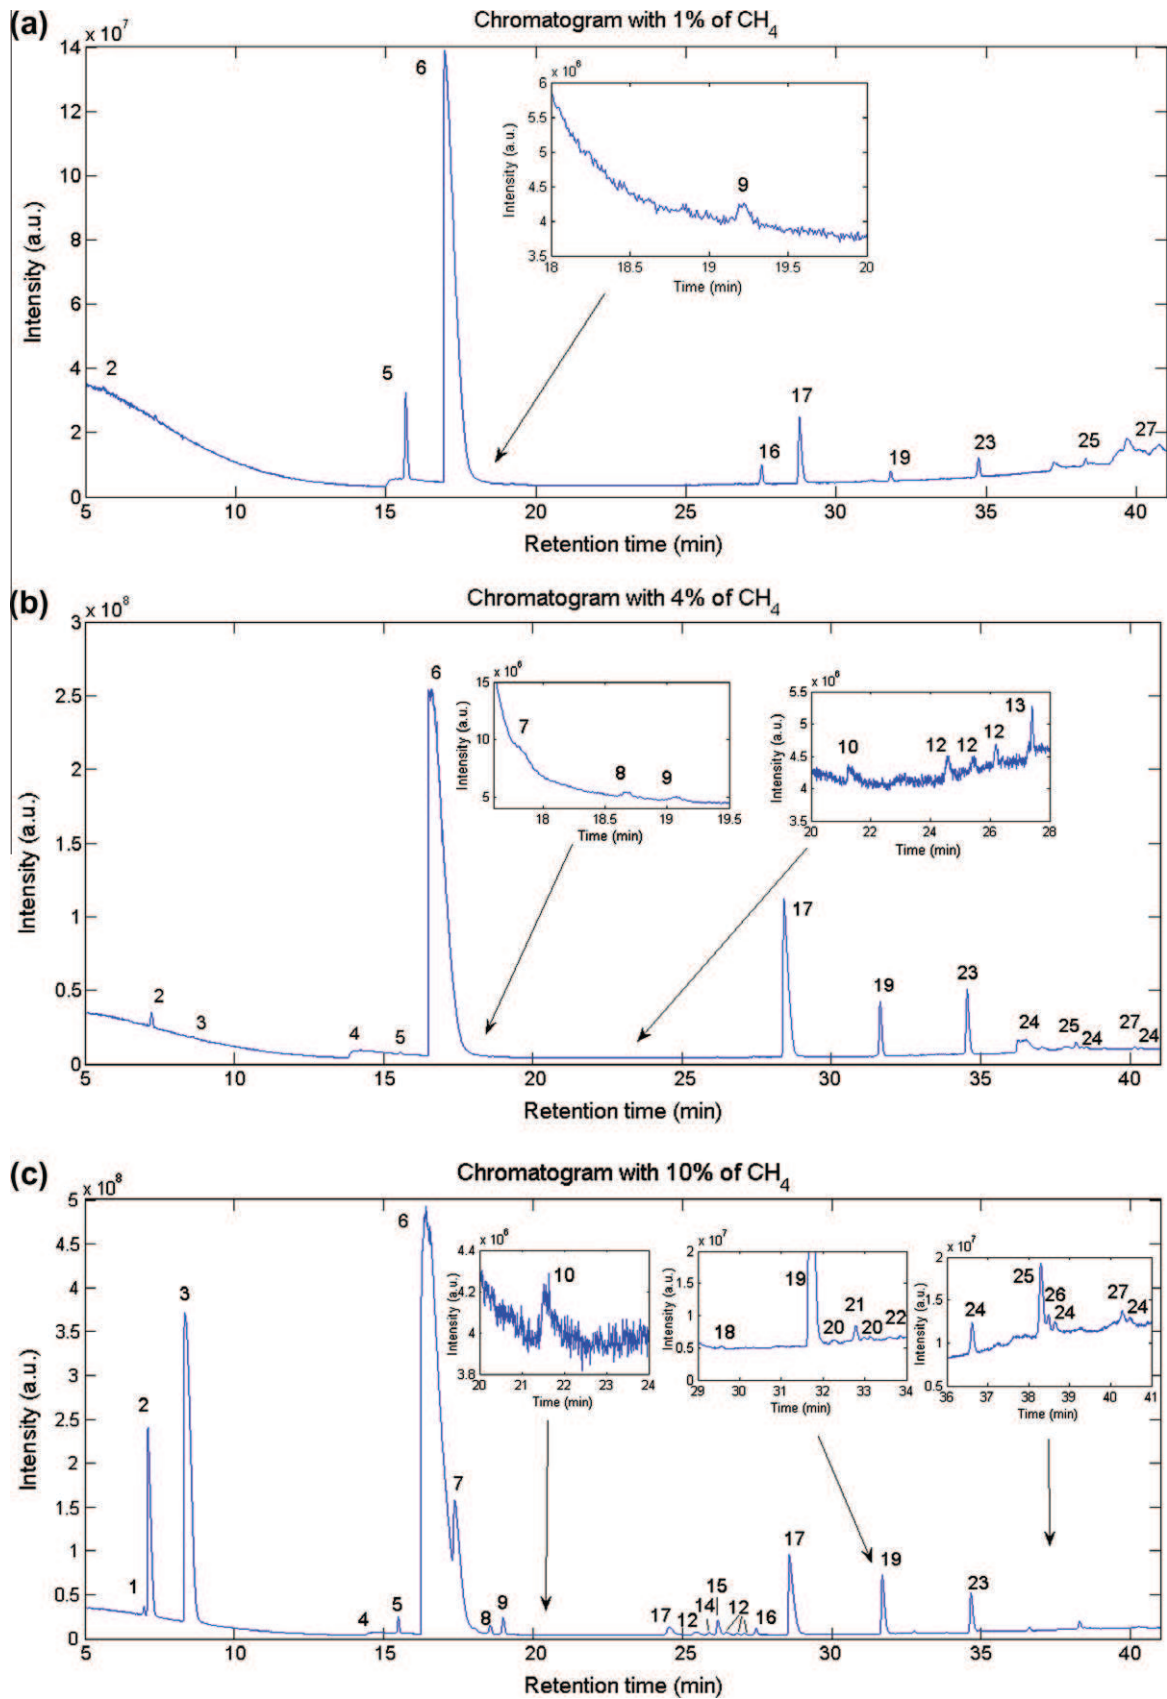 (a)
Chromatogram with 1% of CH4
x 10^7
14
12
10
8
6
4
2
0
Intensity (a.u.)
5 10 15 20 25 30 35 40
Retention time (min)
2 5 6 16 17 19 23 25 27
x 10^6
6
5.5
5
4.5
4
3.5
Intensity (a.u.)
9
18 18.5 19 19.5 20
Time (min)
(b)
Chromatogram with 4% of CH4
x 10^8
3
2.5
2
1.5
1
0.5
0
Intensity (a.u.)
5 10 15 20 25 30 35 40
Retention time (min)
2 3 4 5 6 17 19 23 24 25 24 27 24
x 10^6
15
10
5
Intensity (a.u.)
7 8 9
18 18.5 19 19.5
Time (min)
x 10^6
5.5
5
4.5
4
3.5
Intensity (a.u.)
10 12 12 12 13
20 22 24 26 28
Time (min)
(c)
Chromatogram with 10% of CH4
x 10^8
5
4.5
4
3.5
3
2.5
2
1.5
1
0.5
0
Intensity (a.u.)
5 10 15 20 25 30 35 40
Retention time (min)
1 2 3 4 5 6 7 8 9 17 12 14 15 12 16 17 19 23
x 10^6
4.4
4.2
4
3.8
Intensity (a.u.)
10
20 21 22 23 24
Time (min)
x 10^7
2
1.5
1
0.5
0
Intensity (a.u.)
18 19 20 21 20 22
29 30 31 32 33 34
Time (min)
x 10^7
2
1.5
1
0.5
Intensity (a.u.)
24 25 26 24 27 24
36 37 38 39 40 41
Time (min)